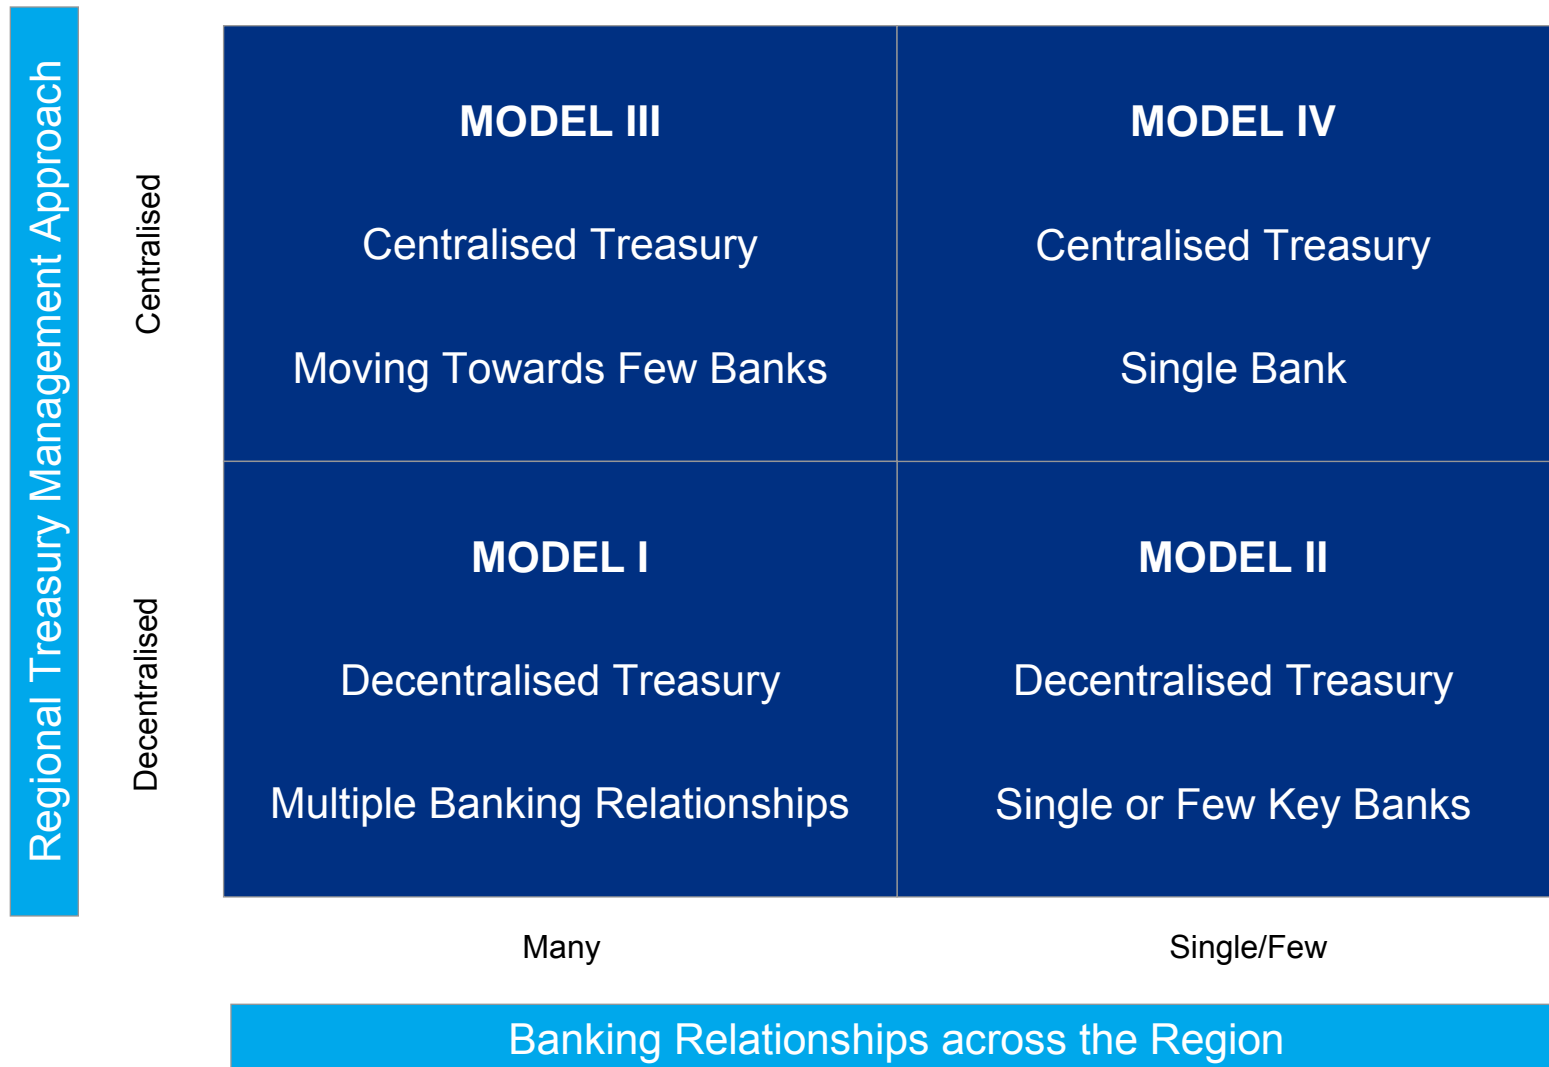 Regional Treasury Management Approach
Centralised
MODEL III
Centralised Treasury
Moving Towards Few Banks
MODEL IV
Centralised Treasury
Single Bank
Decentralised
MODEL I
Decentralised Treasury
Multiple Banking Relationships
MODEL II
Decentralised Treasury
Single or Few Key Banks
Many
Single/Few
Banking Relationships across the Region